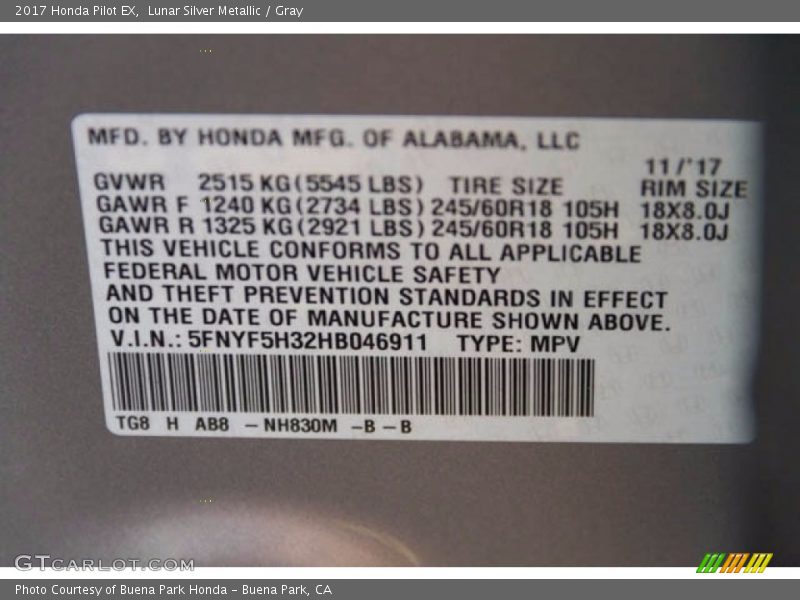 2017 Honda Pilot EX,  Lunar Silver Metallic / Gray
MFD. BY HONDA MFG. OF ALABAMA, LLC
11/'17
GVWR 2515 KG(5545 LBS) TIRE SIZE RIM SIZE
GAWR F 1240 KG(2734 LBS) 245/60R18 105H 18X8.0J
GAWR R 1325 KG(2921 LBS) 245/60R18 105H 18X8.0J
THIS VEHICLE CONFORMS TO ALL APPLICABLE
FEDERAL MOTOR VEHICLE SAFETY
AND THEFT PREVENTION STANDARDS IN EFFECT
ON THE DATE OF MANUFACTURE SHOWN ABOVE.
V.I.N.: 5FNYF5H32HB046911 TYPE: MPV
TG8 H AB8 -NH830M -B-B
GTCARLOT.COM
Photo Courtesy of Buena Park Honda - Buena Park, CA